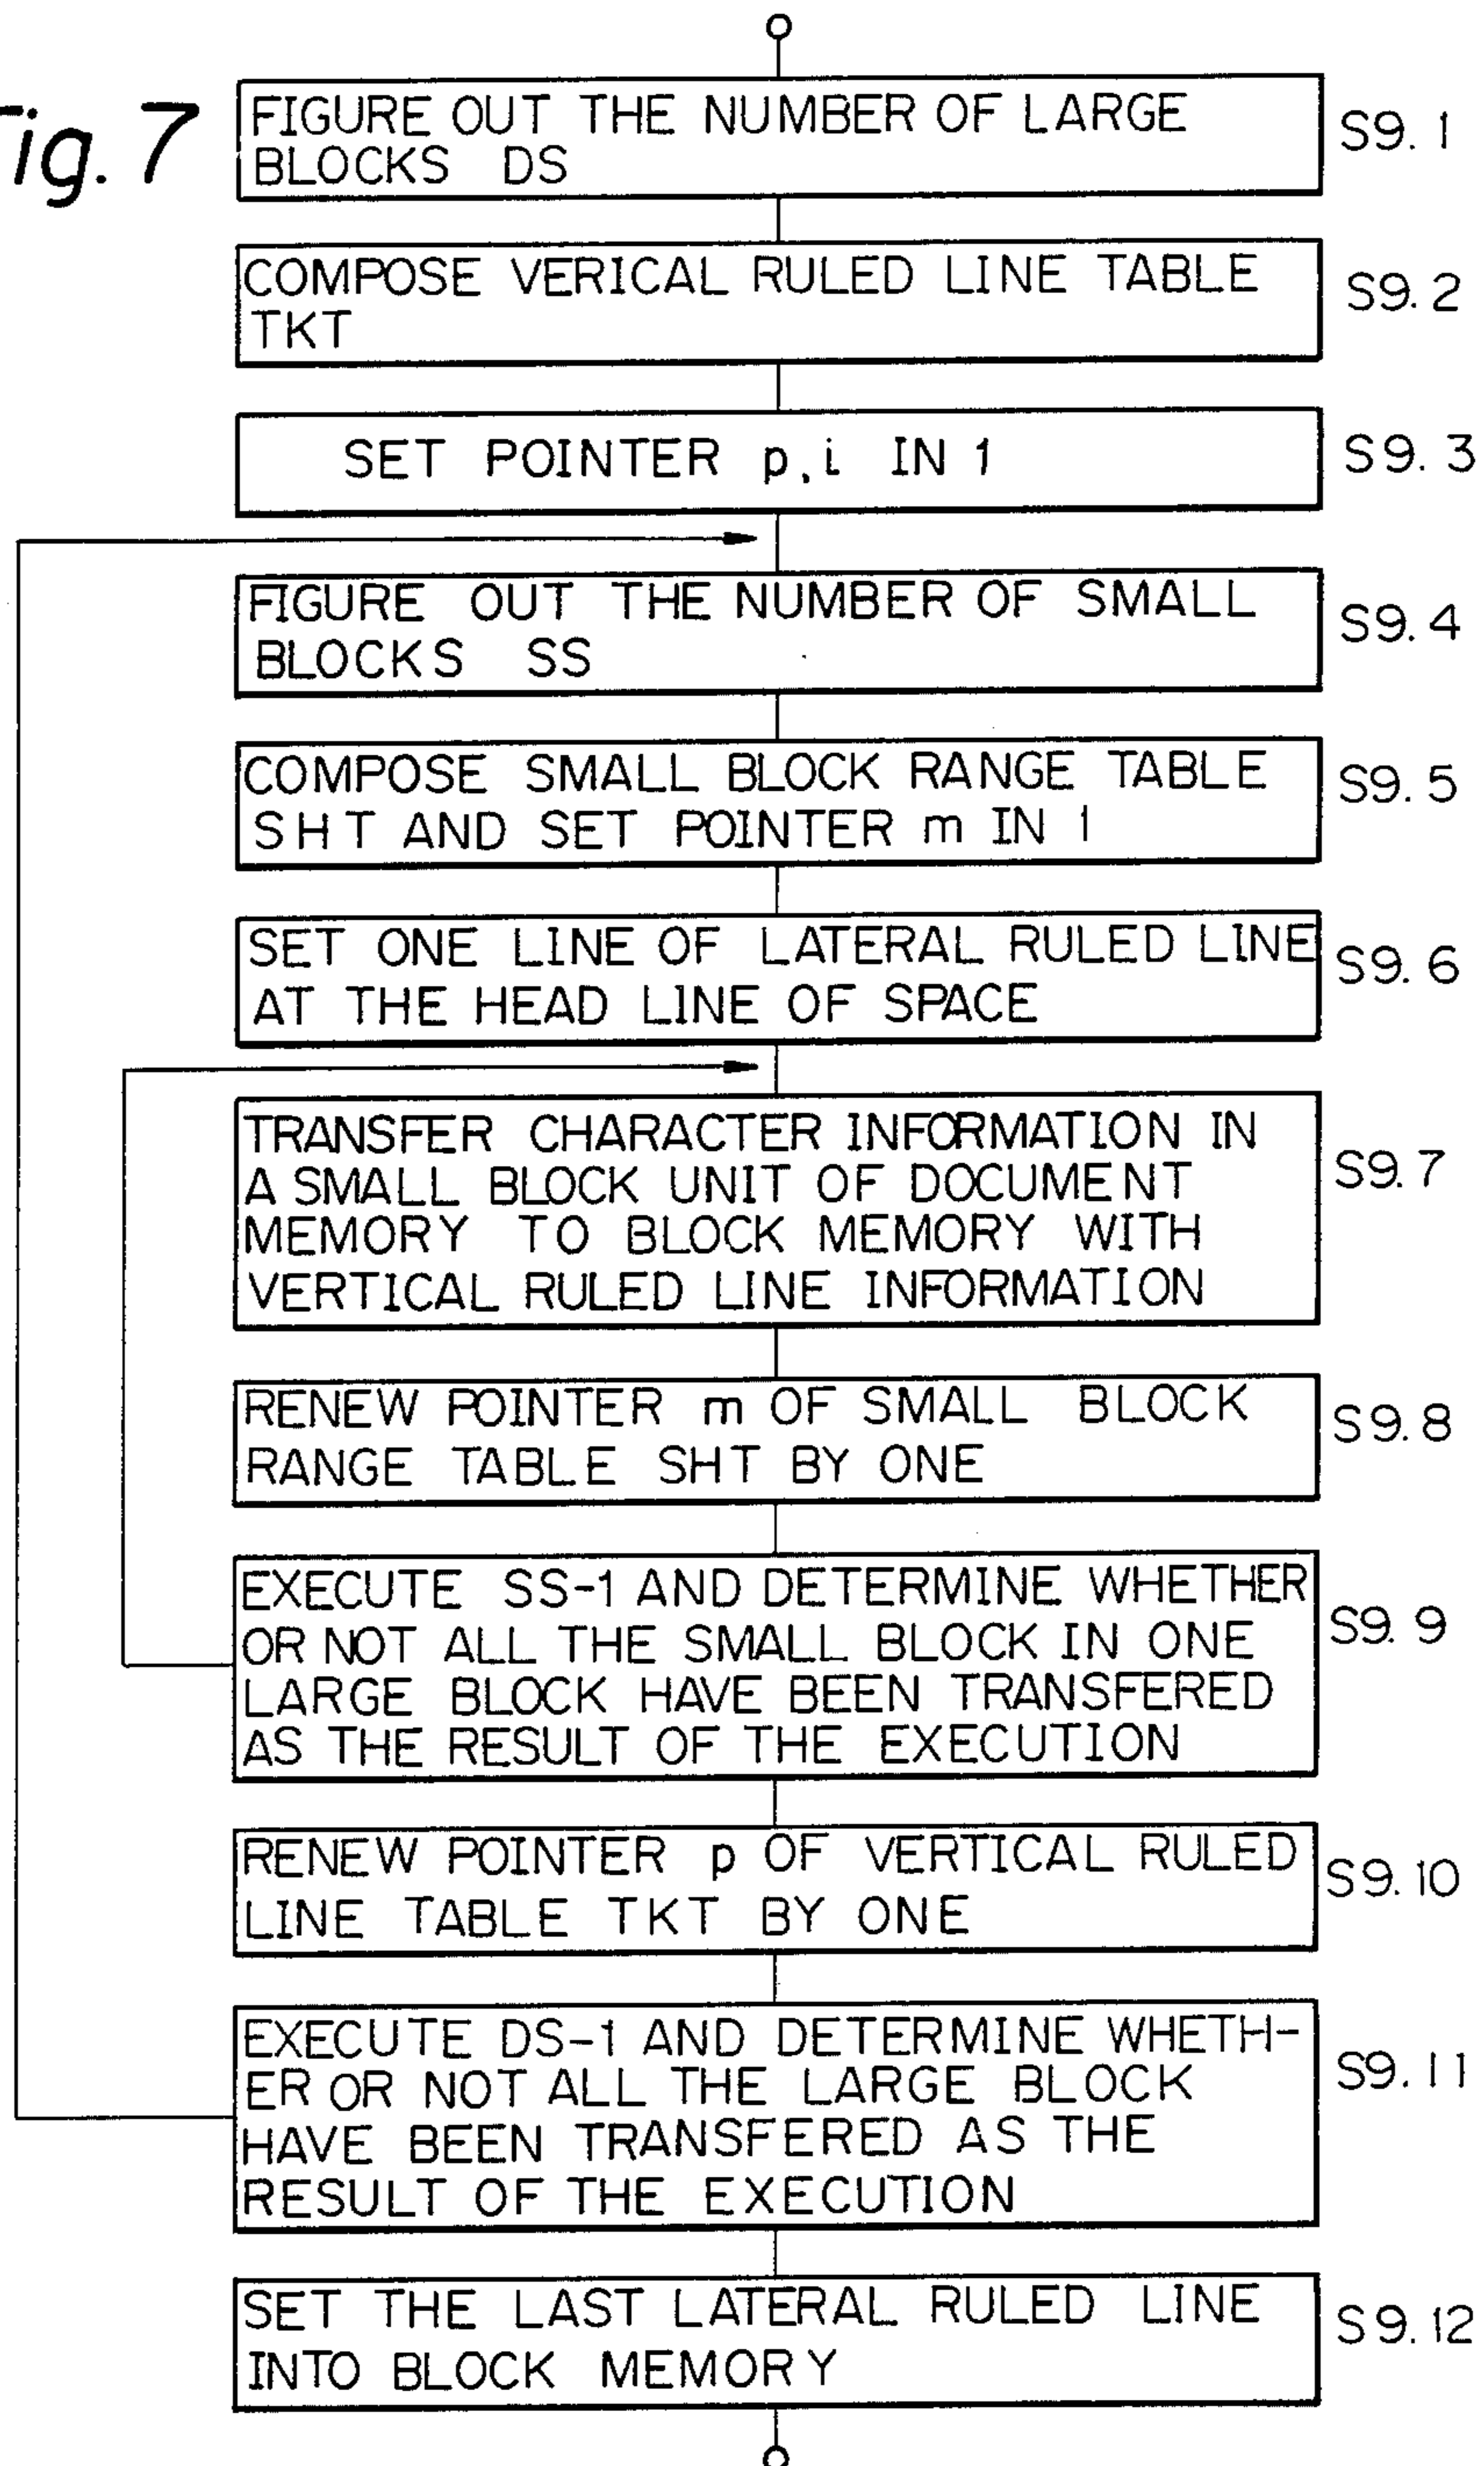 Fig. 7
FIGURE OUT THE NUMBER OF LARGE
BLOCKS DS
S9.1
COMPOSE VERICAL RULED LINE TABLE
TKT
S9.2
SET POINTER p,i IN 1
S9.3
FIGURE OUT THE NUMBER OF SMALL
BLOCKS SS
S9.4
COMPOSE SMALL BLOCK RANGE TABLE
SHT AND SET POINTER m IN 1
S9.5
SET ONE LINE OF LATERAL RULED LINE
AT THE HEAD LINE OF SPACE
S9.6
TRANSFER CHARACTER INFORMATION IN
A SMALL BLOCK UNIT OF DOCUMENT
MEMORY TO BLOCK MEMORY WITH
VERTICAL RULED LINE INFORMATION
S9.7
RENEW POINTER m OF SMALL BLOCK
RANGE TABLE SHT BY ONE
S9.8
EXECUTE SS-1 AND DETERMINE WHETHER
OR NOT ALL THE SMALL BLOCK IN ONE
LARGE BLOCK HAVE BEEN TRANSFERED
AS THE RESULT OF THE EXECUTION
S9.9
RENEW POINTER p OF VERTICAL RULED
LINE TABLE TKT BY ONE
S9.10
EXECUTE DS-1 AND DETERMINE WHETH-
ER OR NOT ALL THE LARGE BLOCK
HAVE BEEN TRANSFERED AS THE
RESULT OF THE EXECUTION
S9.11
SET THE LAST LATERAL RULED LINE
INTO BLOCK MEMORY
S9.12